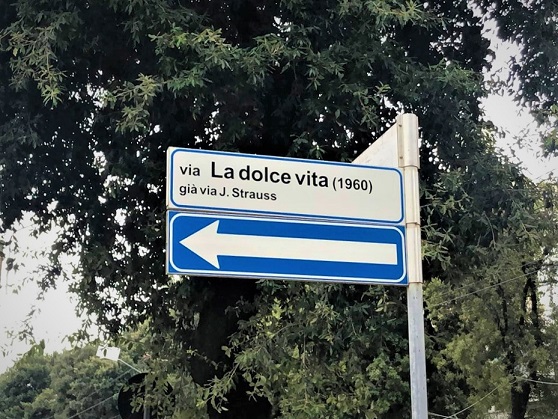 via La dolce vita (1960)
già via J. Strauss